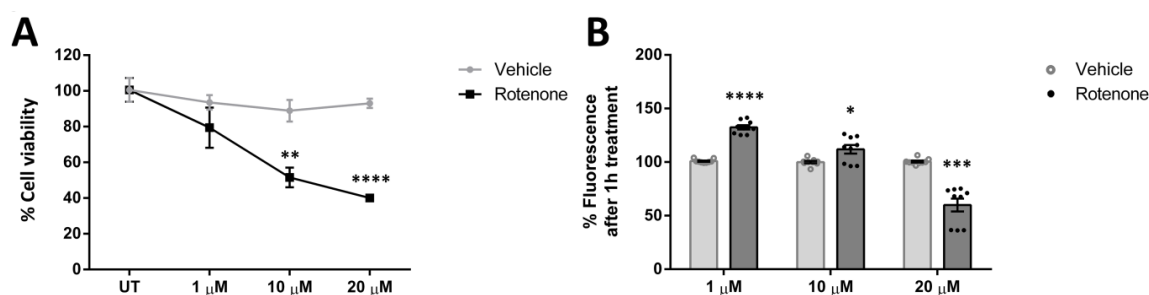 A
% Cell viability
120
100
80
60
40
20
0
UT
1 μM
10 μM
20 μM
**
****
Vehicle
Rotenone
B
% Fluorescence
after 1h treatment
200
150
100
50
0
1 μM
10 μM
20 μM
****
*
***
Vehicle
Rotenone